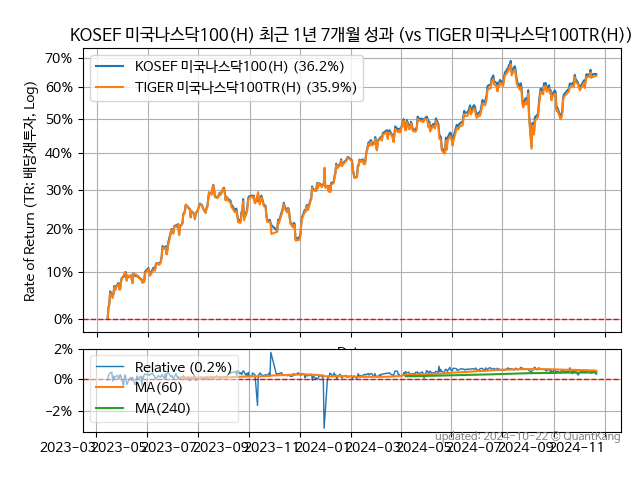 KOSEF 미국나스닥100(H) 최근 1년 7개월 성과 (vs TIGER 미국나스닥100TR(H))
70%
60%
50%
40%
30%
20%
10%
0%
Rate of Return (TR: 배당재투자, Log)
KOSEF 미국나스닥100(H) (36.2%)
TIGER 미국나스닥100TR(H) (35.9%)
2%
0%
−2%
Relative (0.2%)
MA(60)
MA(240)
2023-03
2023-05
2023-07
2023-09
2023-11
2024-01
2024-03
2024-05
2024-07
2024-09
2024-11
updated: 2024-10-22 © QuantKang